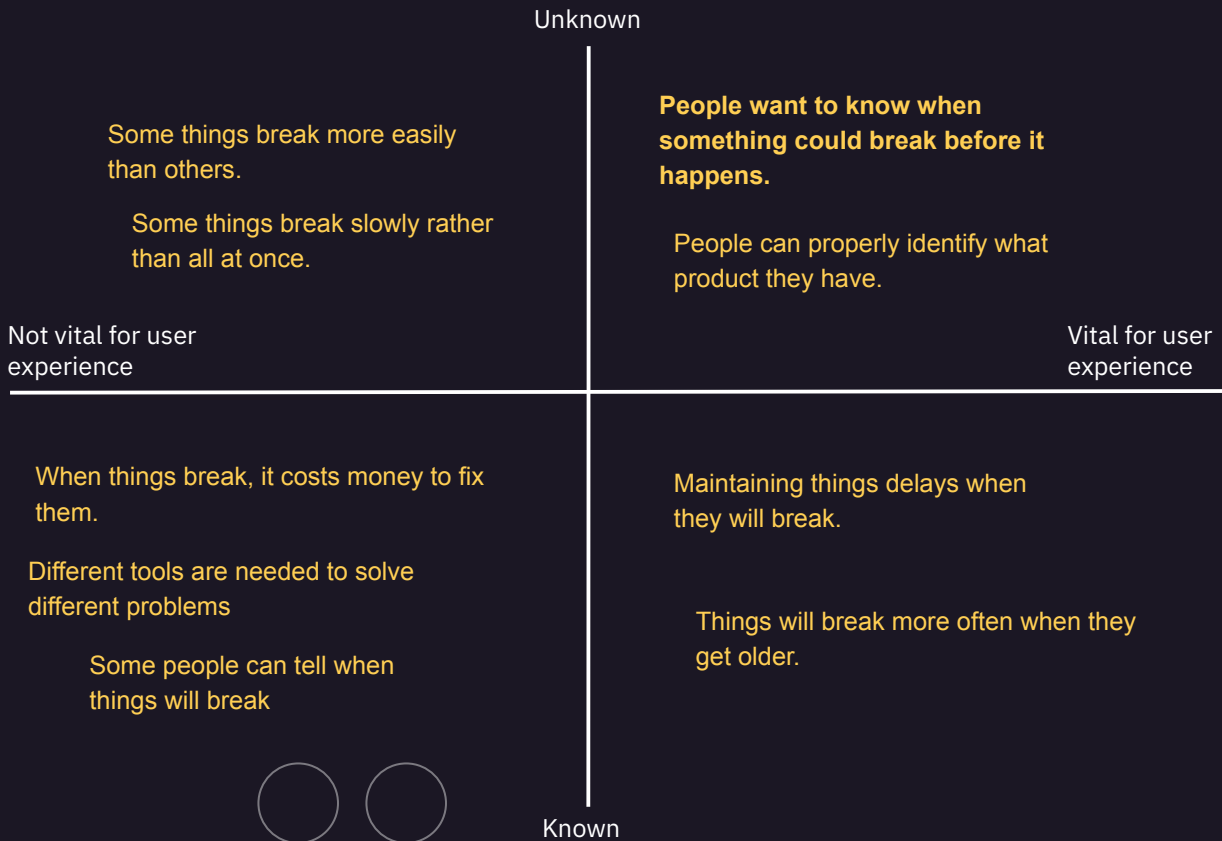 Unknown
Some things break more easily
than others.
Some things break slowly rather
than all at once.
People want to know when
something could break before it
happens.
People can properly identify what
product they have.
Not vital for user
experience
Vital for user
experience
When things break, it costs money to fix
them.
Different tools are needed to solve
different problems
Some people can tell when
things will break
Maintaining things delays when
they will break.
Things will break more often when they
get older.
Known